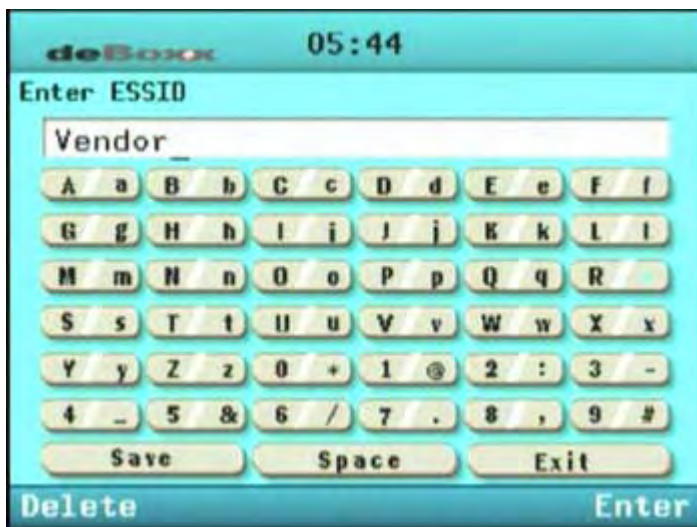 deBoxx 05:44
Enter ESSID
Vendor_
A a B b C c D d E e F f
G g H h I i J j K k L l
M m N n O o P p Q q R
S s T t U u V v W w X x
Y y Z z 0 + 1 @ 2 : 3 -
4 _ 5 & 6 / 7 . 8 , 9 #
Save Space Exit
Delete Enter